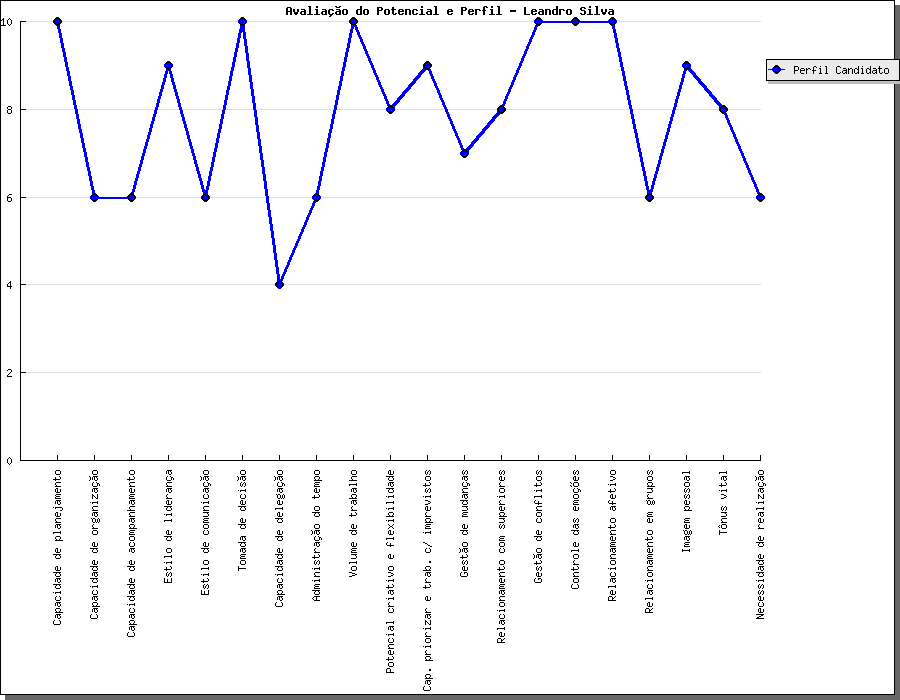 Avaliação do Potencial e Perfil - Leandro Silva
10
8
6
4
2
0
Perfil Candidato
Capacidade de planejamento
Capacidade de organização
Capacidade de acompanhamento
Estilo de liderança
Estilo de comunicação
Tomada de decisão
Capacidade de delegação
Administração do tempo
Volume de trabalho
Potencial criativo e flexibilidade
Cap. priorizar e trab. c/ imprevistos
Gestão de mudanças
Relacionamento com superiores
Gestão de conflitos
Controle das emoções
Relacionamento afetivo
Relacionamento em grupos
Imagem pessoal
Tônus vital
Necessidade de realização